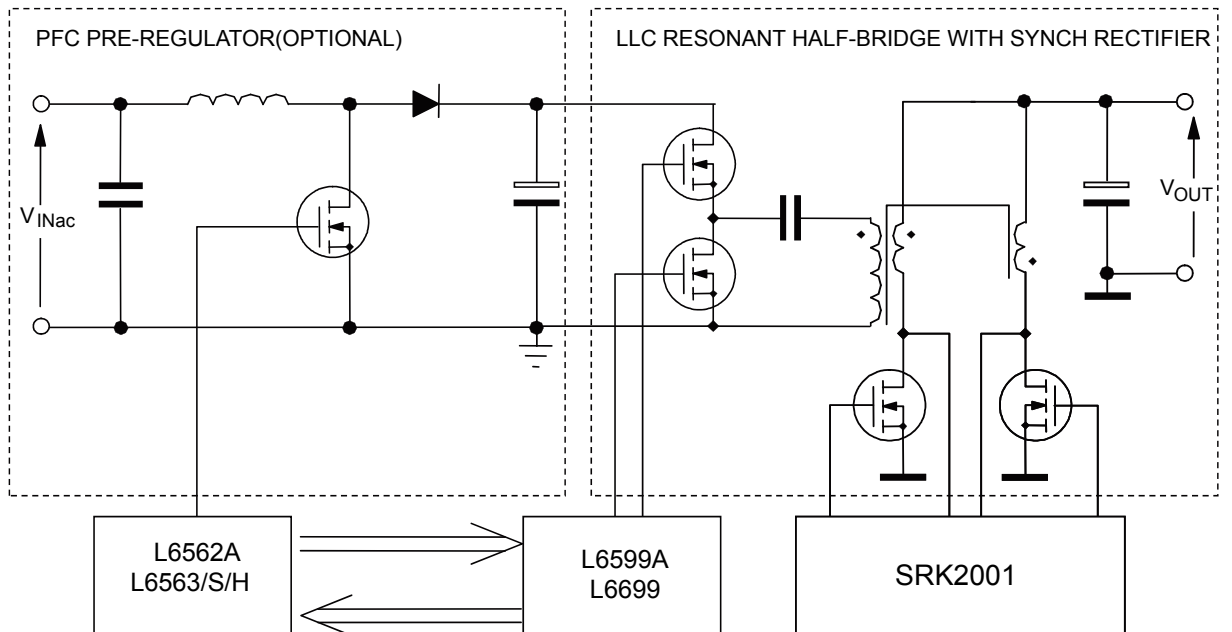 PFC PRE-REGULATOR(OPTIONAL)
LLC RESONANT HALF-BRIDGE WITH SYNCH RECTIFIER
VINac
VOUT
L6562A
L6563/S/H
L6599A
L6699
SRK2001